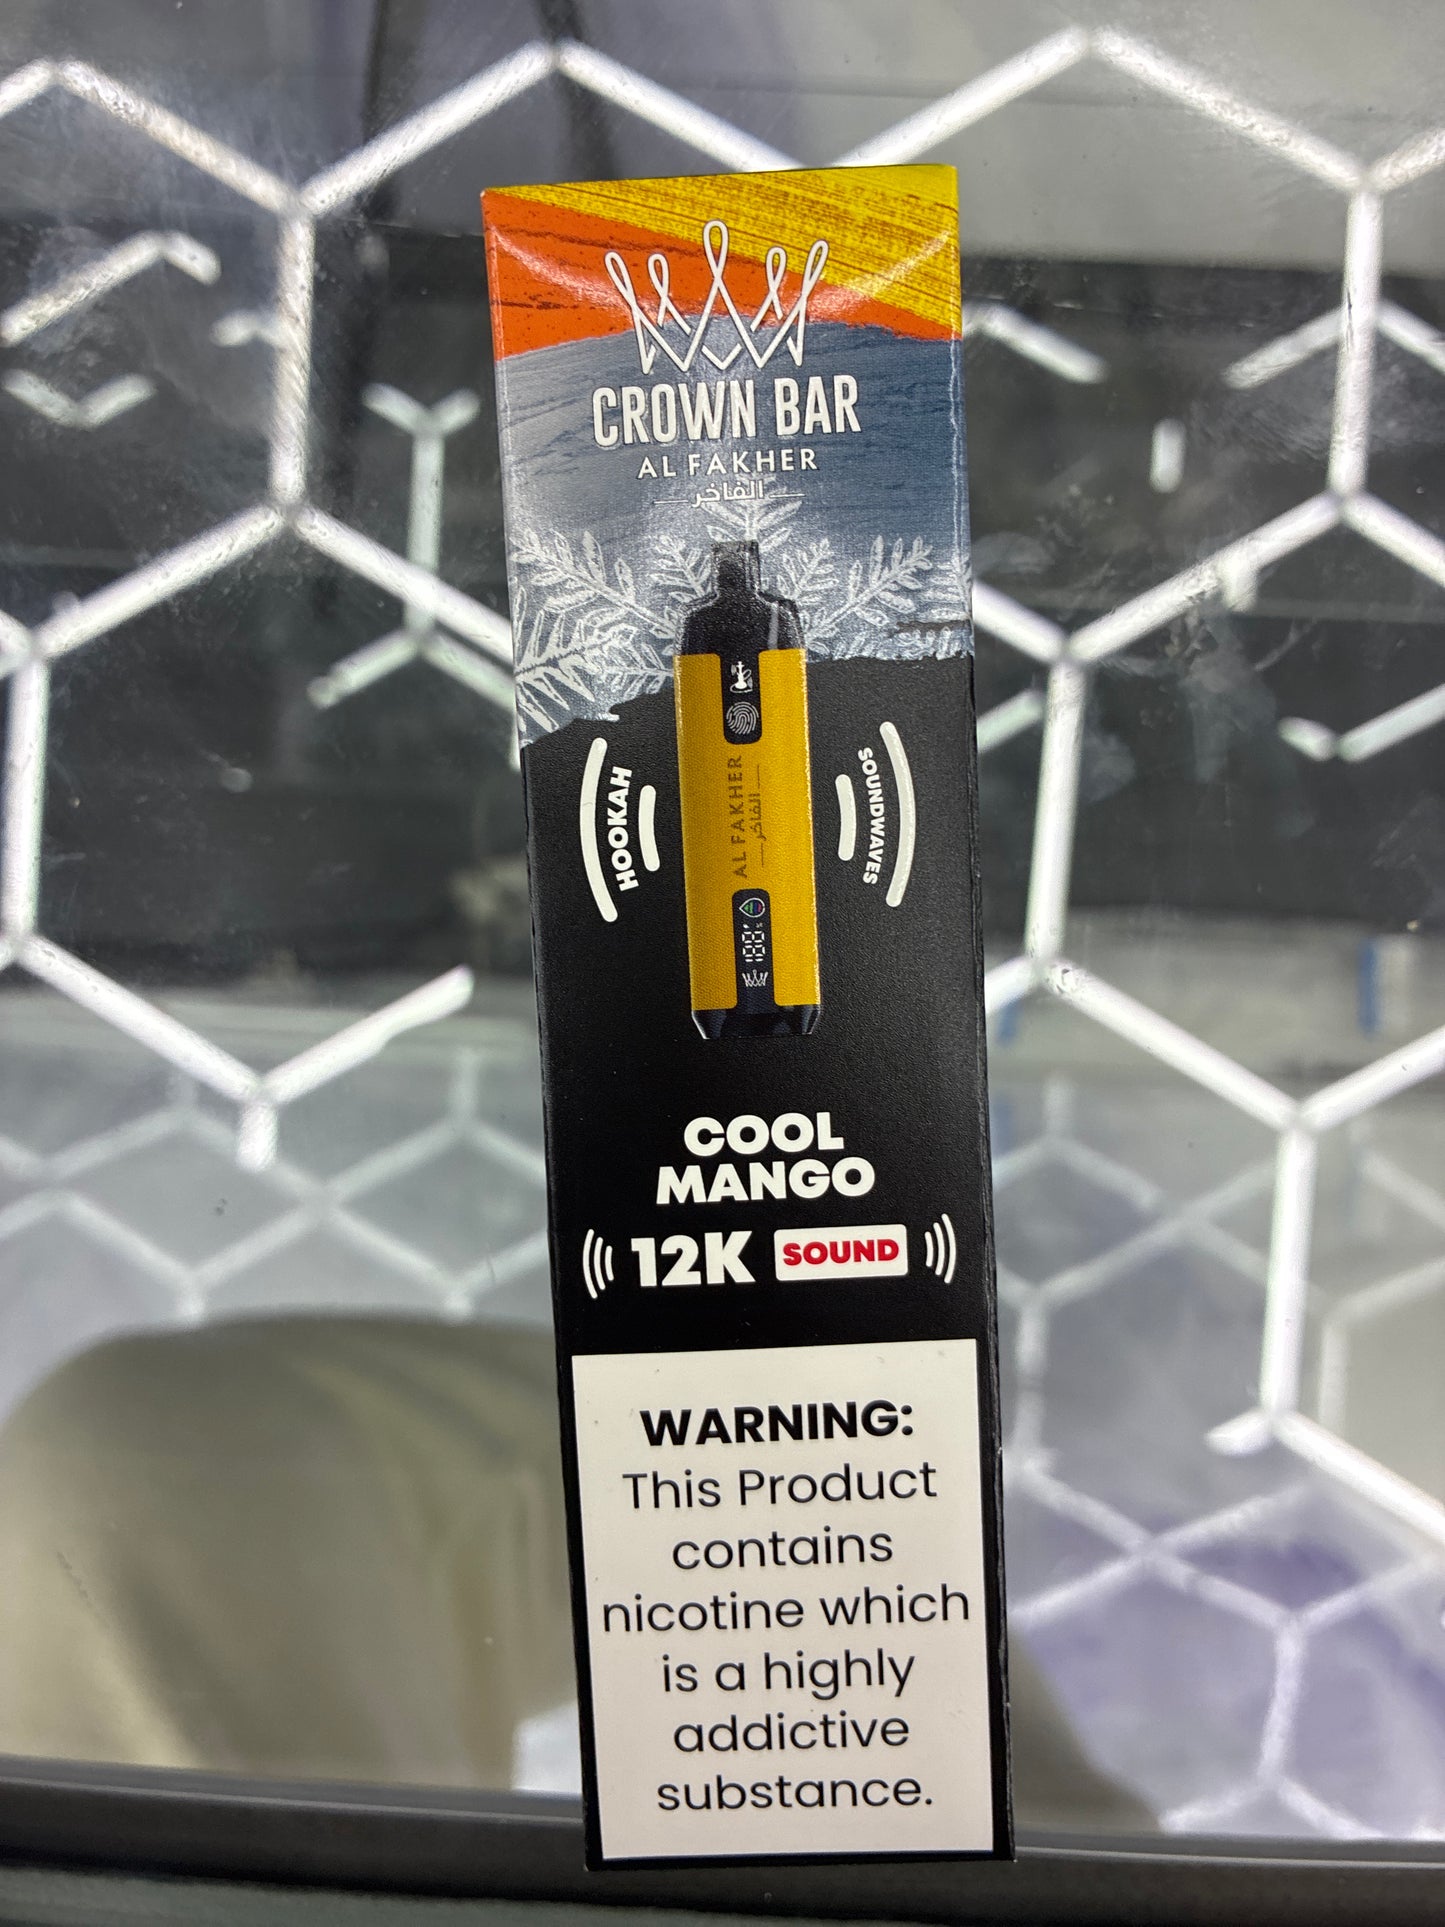 CROWN BAR
AL FAKHER
الفاخر
HOOKAH
SOUNDWAVES
AL FAKHER
الفاخر
188
COOL
MANGO
12K SOUND
WARNING:
This Product
contains
nicotine which
is a highly
addictive
substance.